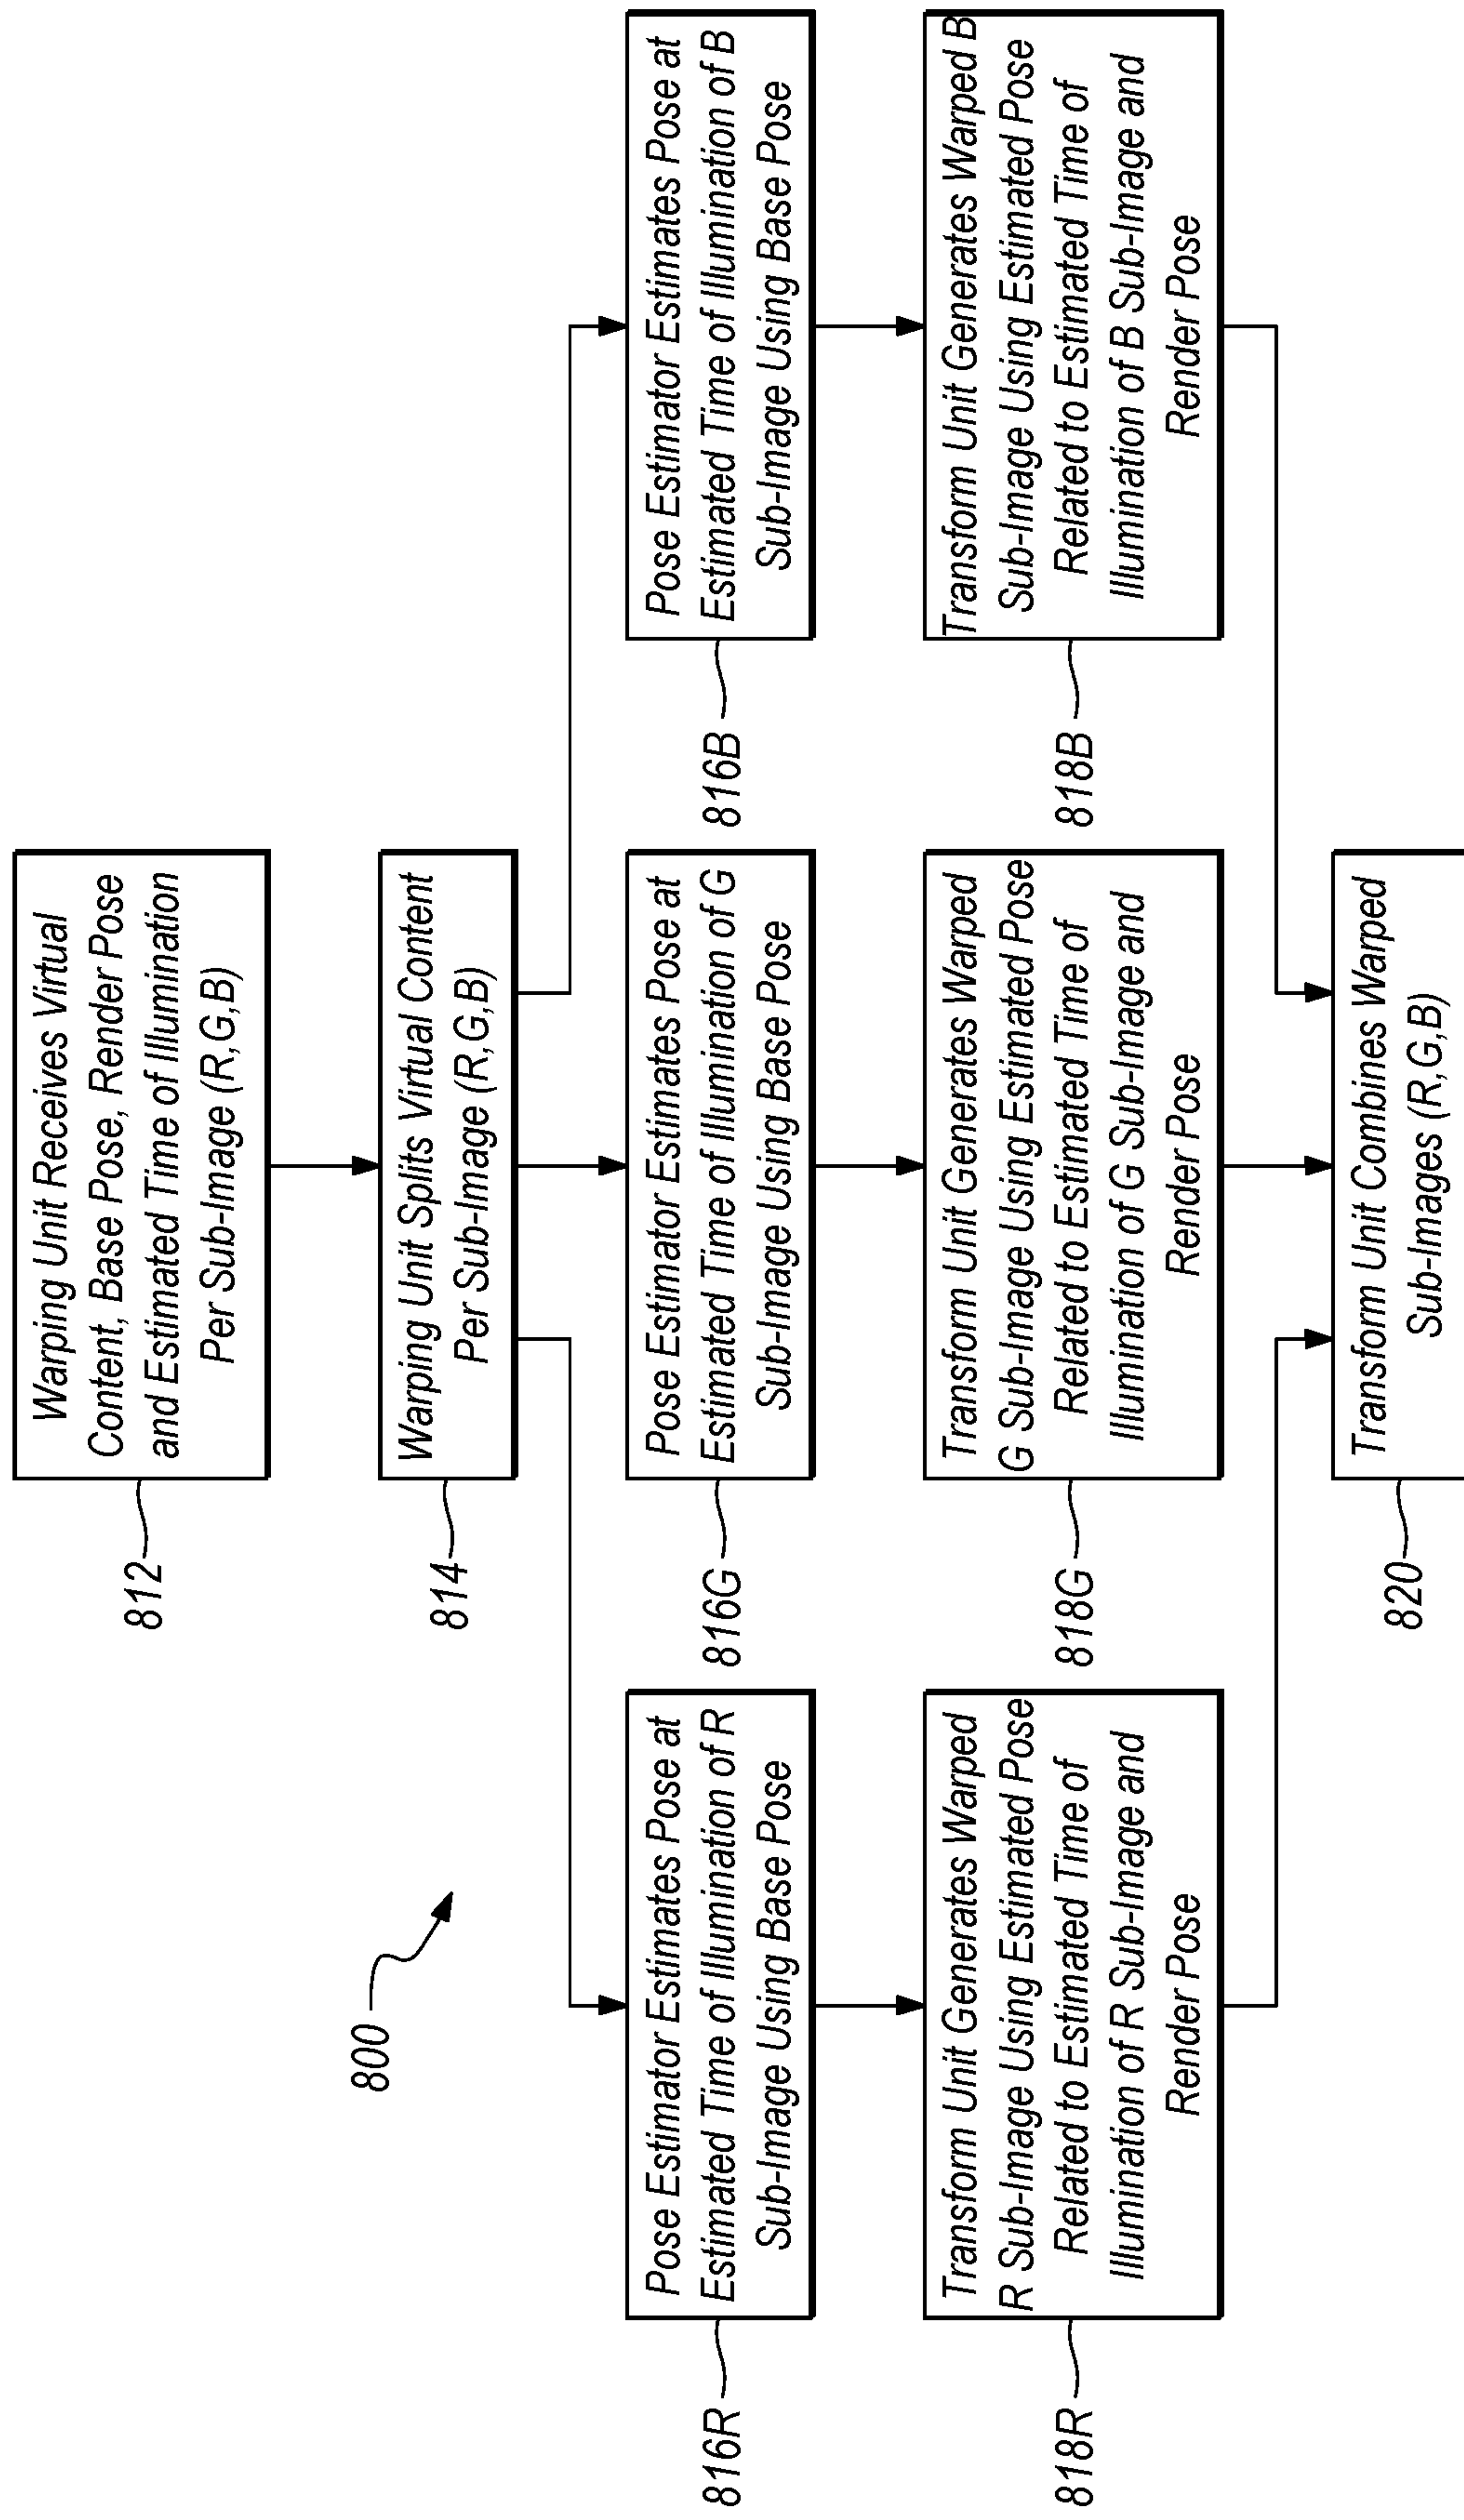 812
Warping Unit Receives Virtual
Content, Base Pose, Render Pose
and Estimated Time of Illumination
Per Sub-Image (R,G,B)
800
814
Warping Unit Splits Virtual Content
Per Sub-Image (R,G,B)
816R
Pose Estimator Estimates Pose at
Estimated Time of Illumination of R
Sub-Image Using Base Pose
816G
Pose Estimator Estimates Pose at
Estimated Time of Illumination of G
Sub-Image Using Base Pose
816B
Pose Estimator Estimates Pose at
Estimated Time of Illumination of B
Sub-Image Using Base Pose
818R
Transform Unit Generates Warped
R Sub-Image Using Estimated Pose
Related to Estimated Time of
Illumination of R Sub-Image and
Render Pose
818G
Transform Unit Generates Warped
G Sub-Image Using Estimated Pose
Related to Estimated Time of
Illumination of G Sub-Image and
Render Pose
818B
Transform Unit Generates Warped B
Sub-Image Using Estimated Pose
Related to Estimated Time of
Illumination of B Sub-Image and
Render Pose
820
Transform Unit Combines Warped
Sub-Images (R,G,B)